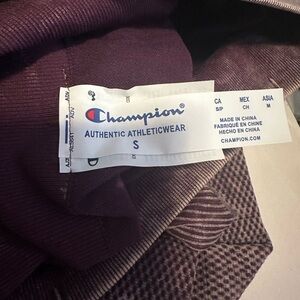 Champion®
AUTHENTIC ATHLETICWEAR
S
CA MEX ASIA
S/P CH M
MADE IN CHINA
FABRIQUÉ EN CHINE
HECHO EN CHINA
CHAMPION.COM